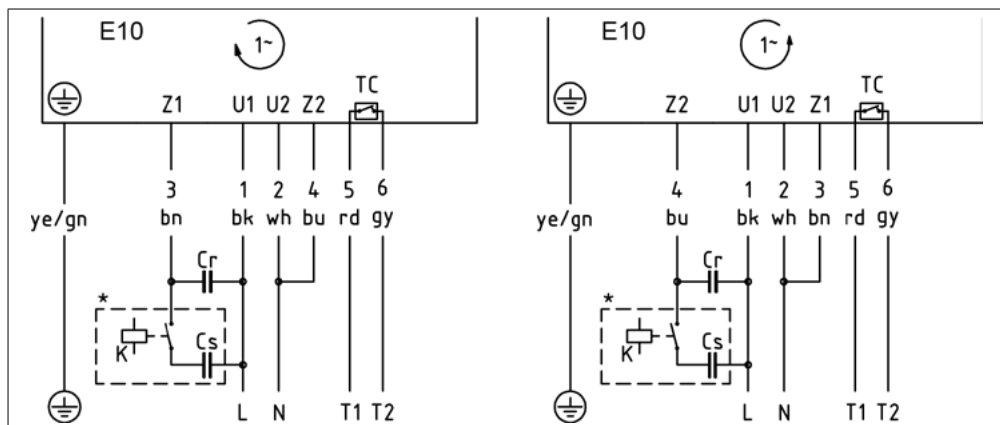 E10
1~
TC
Z1 U1 U2 Z2
3 1 2 4 5 6
ye/gn bn bk wh bu rd gy
Cr
*
K
Cs
L N T1 T2
E10
1~
TC
Z2 U1 U2 Z1
4 1 2 3 5 6
ye/gn bu bk wh bn rd gy
Cr
*
K
Cs
L N T1 T2